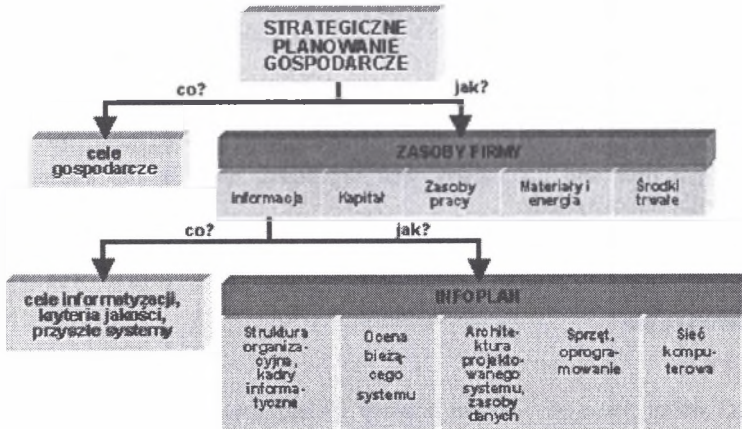 STRATEGICZNE
PLANOWANIE
GOSPODARCZE
co?
jak?
cele
gospodarcze
ZASOBY FIRMY
Informacja
Kapitał
Zasoby
pracy
Materiały i
energia
Środki
trwałe
co?
jak?
cele informatyzacji,
kryteria jakości,
przyszłe systemy
INFOPLAN
Struktura
organiza-
cyjna,
kadry
informa-
tyczne
Ocena
bieżą-
cego
systemu
Archite-
ktura
projekto-
wanego
systemu,
zasoby
danych
Sprzęt,
oprogra-
mowanie
Sieć
kompu-
terowa